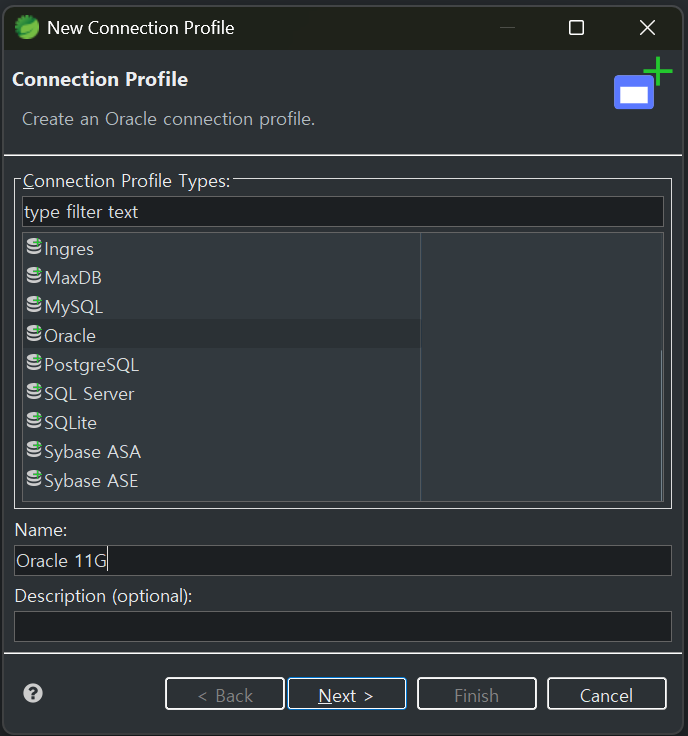 New Connection Profile
Connection Profile
Create an Oracle connection profile.
Connection Profile Types:
type filter text
Ingres
MaxDB
MySQL
Oracle
PostgreSQL
SQL Server
SQLite
Sybase ASA
Sybase ASE
Name:
Oracle 11G
Description (optional):
?
< Back
Next >
Finish
Cancel